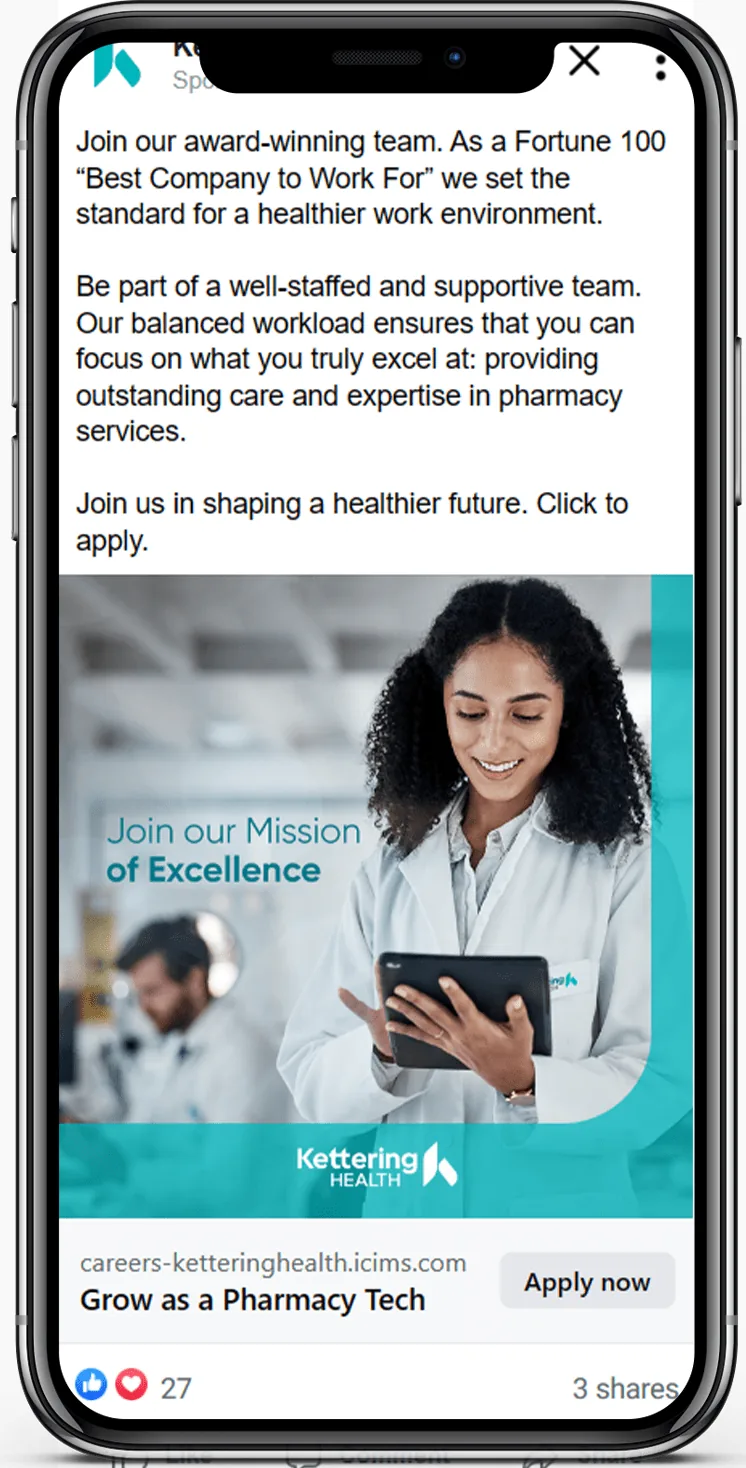 Join our award-winning team. As a Fortune 100
“Best Company to Work For” we set the
standard for a healthier work environment.
Be part of a well-staffed and supportive team.
Our balanced workload ensures that you can
focus on what you truly excel at: providing
outstanding care and expertise in pharmacy
services.
Join us in shaping a healthier future. Click to
apply.
Join our Mission
of Excellence
Kettering
HEALTH
careers-ketteringhealth.icims.com
Grow as a Pharmacy Tech
Apply now
27
3 shares
Like Comment Share